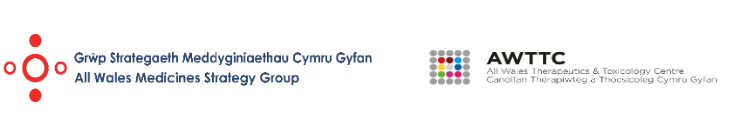 Grŵp Strategaeth Meddyginiaethau Cymru Gyfan
All Wales Medicines Strategy Group
AWTTC
All Wales Therapeutics & Toxicology Centre
Canolfan Therapiwteg a Thocsicoleg Cymru Gyfan